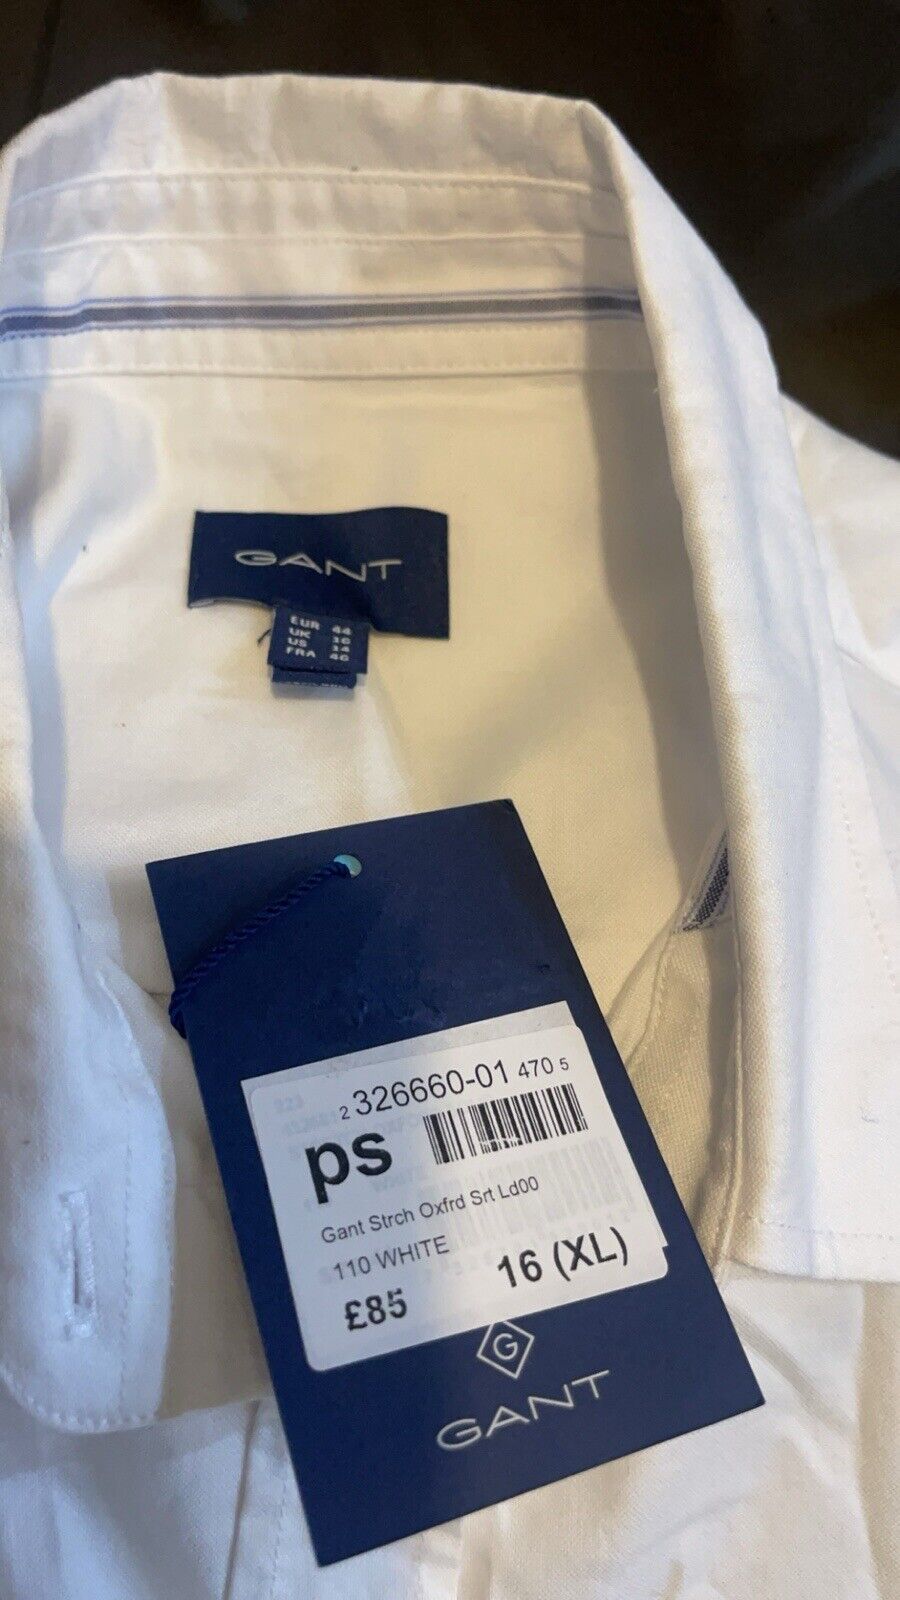 GANT
EUR 44
UK 16
US 14
FRA 46
2 326660-01 470 5
ps
Gant Strch Oxfrd Srt Ld00
110 WHITE
£85 16 (XL)
G
GANT